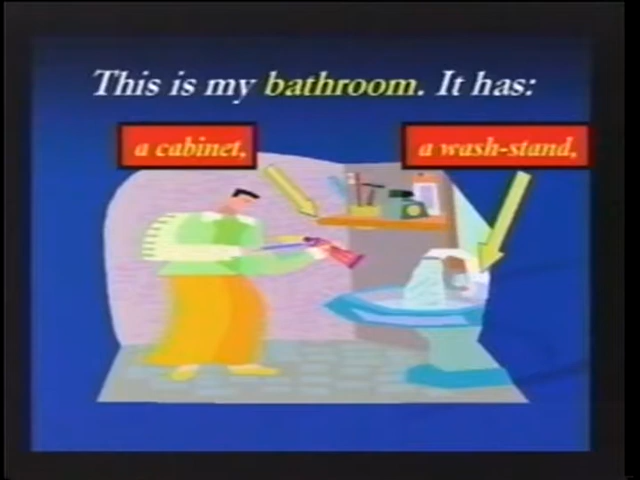 This is my bathroom. It has:
a cabinet,
a wash-stand,